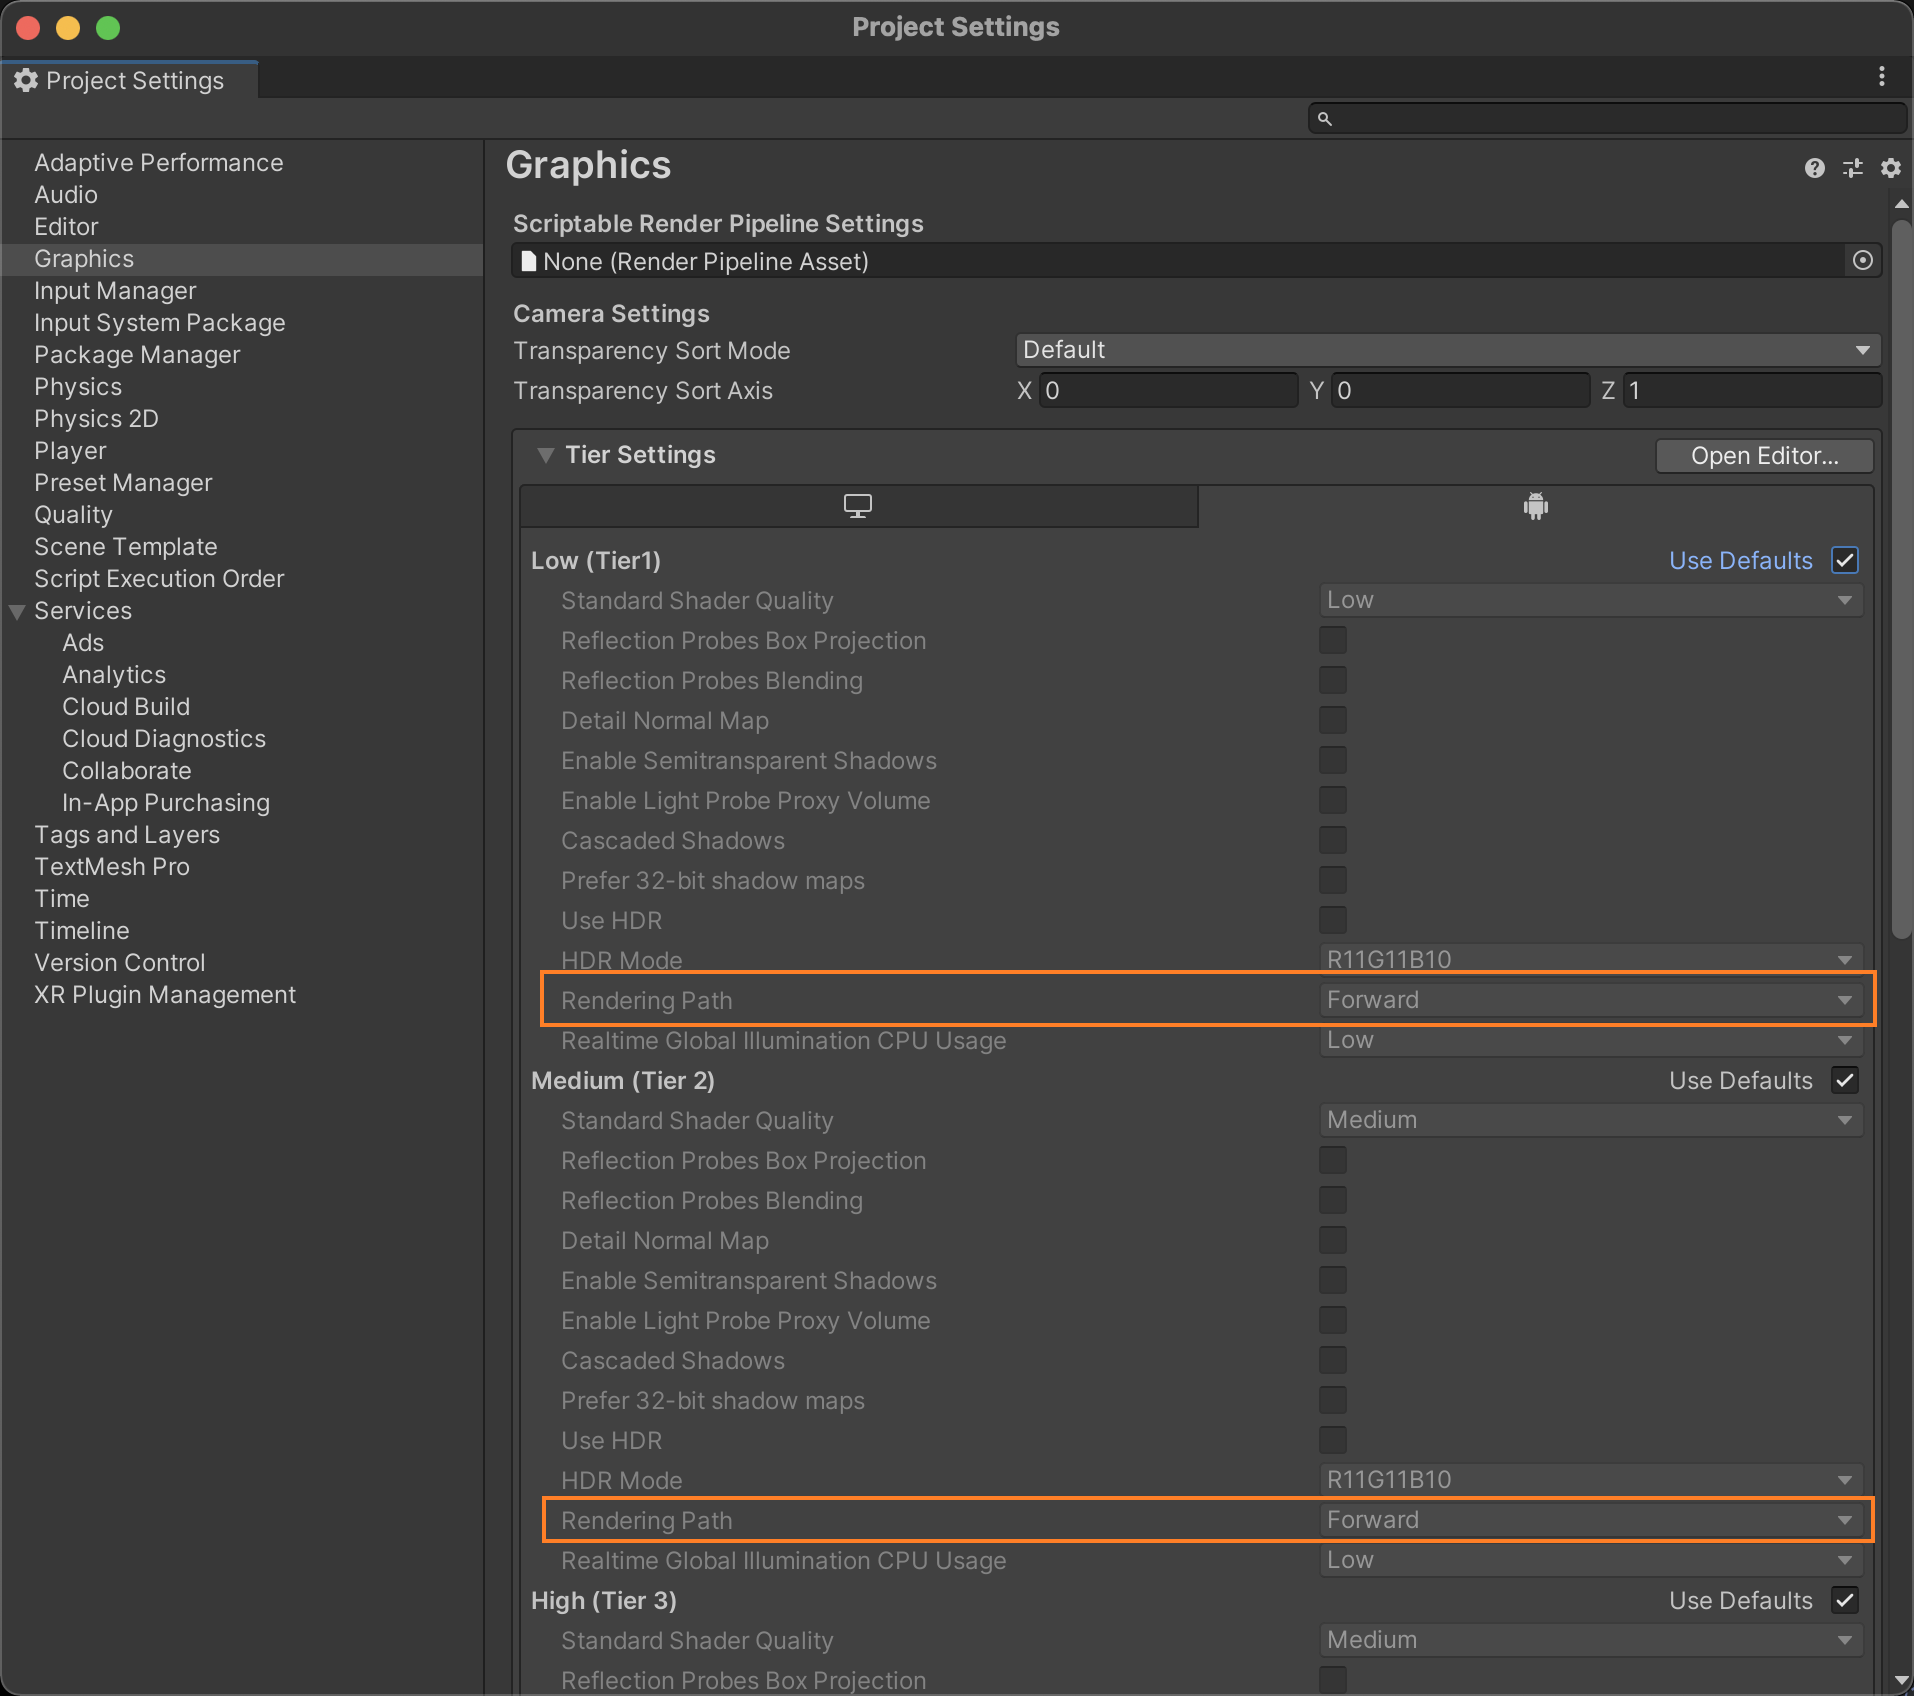 Project Settings
Project Settings
Adaptive Performance
Audio
Editor
Graphics
Input Manager
Input System Package
Package Manager
Physics
Physics 2D
Player
Preset Manager
Quality
Scene Template
Script Execution Order
Services
Ads
Analytics
Cloud Build
Cloud Diagnostics
Collaborate
In-App Purchasing
Tags and Layers
TextMesh Pro
Time
Timeline
Version Control
XR Plugin Management
Graphics
Scriptable Render Pipeline Settings
None (Render Pipeline Asset)
Camera Settings
Transparency Sort Mode Default
Transparency Sort Axis X 0 Y 0 Z 1
Tier Settings Open Editor...
Low (Tier1) Use Defaults
Standard Shader Quality Low
Reflection Probes Box Projection
Reflection Probes Blending
Detail Normal Map
Enable Semitransparent Shadows
Enable Light Probe Proxy Volume
Cascaded Shadows
Prefer 32-bit shadow maps
Use HDR
HDR Mode R11G11B10
Rendering Path Forward
Realtime Global Illumination CPU Usage Low
Medium (Tier 2) Use Defaults
Standard Shader Quality Medium
Reflection Probes Box Projection
Reflection Probes Blending
Detail Normal Map
Enable Semitransparent Shadows
Enable Light Probe Proxy Volume
Cascaded Shadows
Prefer 32-bit shadow maps
Use HDR
HDR Mode R11G11B10
Rendering Path Forward
Realtime Global Illumination CPU Usage Low
High (Tier 3) Use Defaults
Standard Shader Quality Medium
Reflection Probes Box Projection